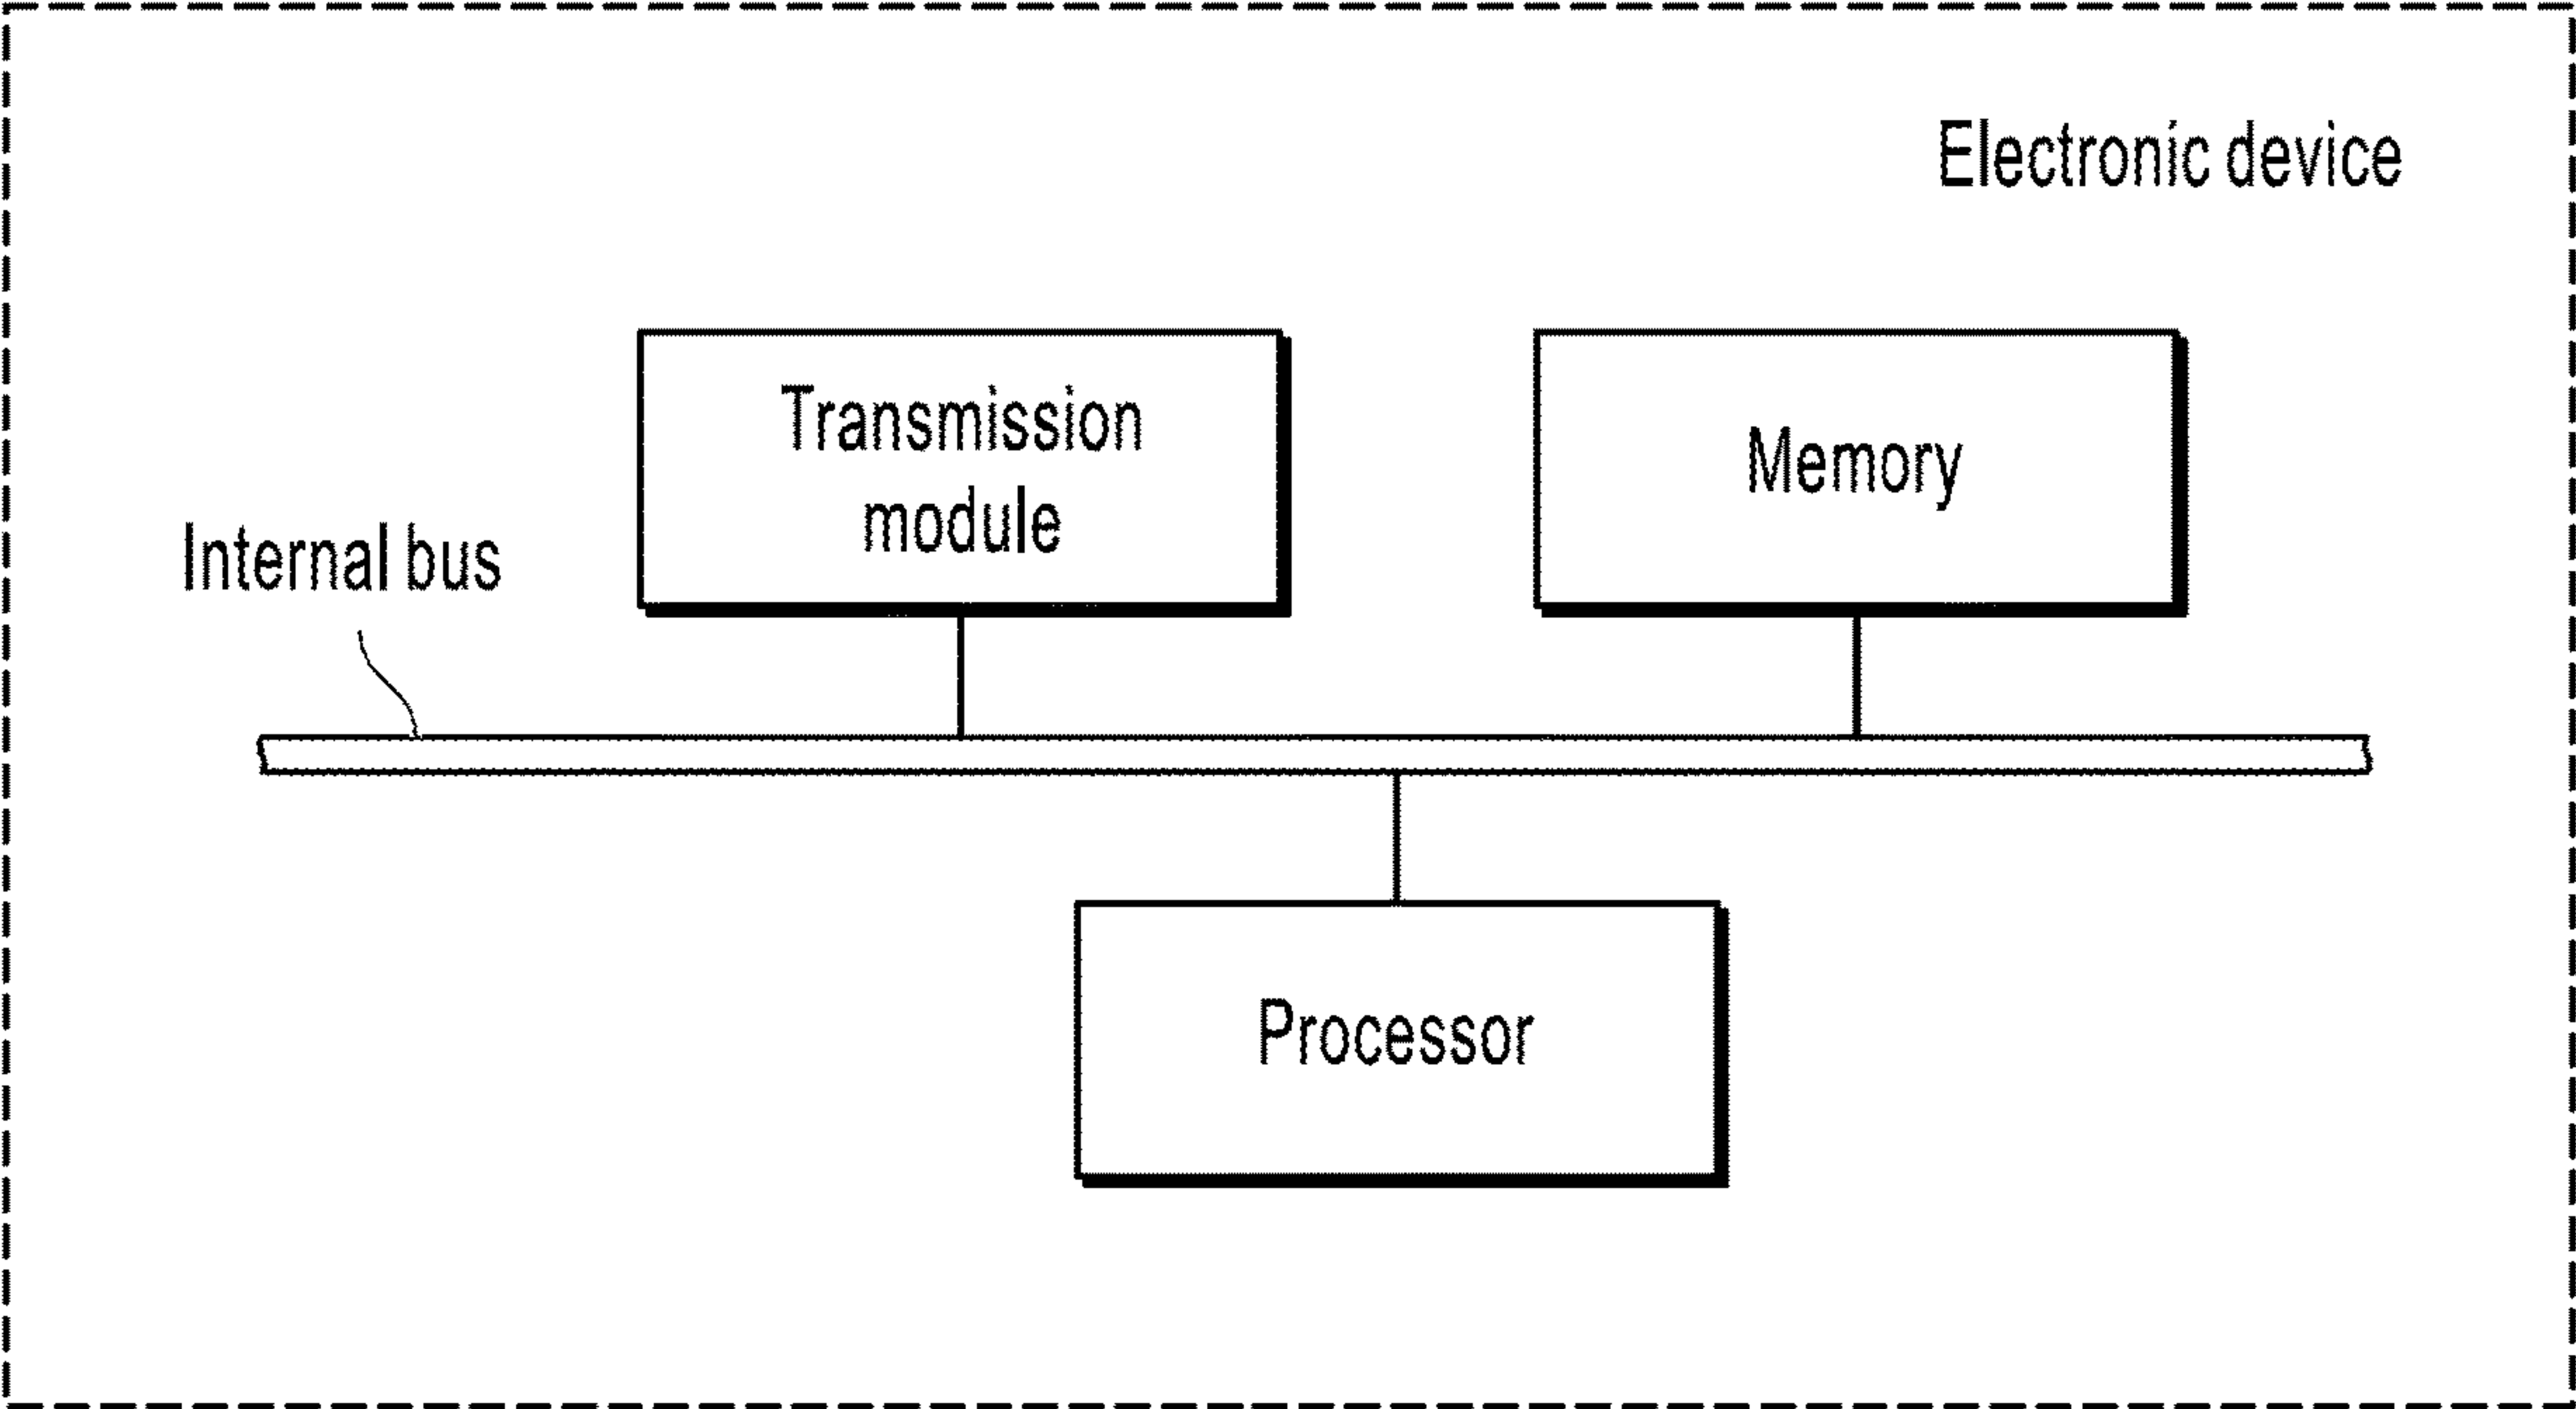 Electronic device
Transmission
module
Memory
Internal bus
Processor